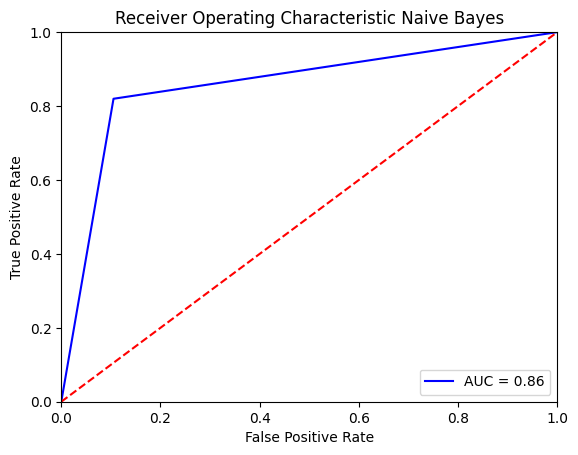 Receiver Operating Characteristic Naive Bayes
1.0
0.8
0.6
0.4
0.2
0.0
True Positive Rate
AUC = 0.86
0.0 0.2 0.4 0.6 0.8 1.0
False Positive Rate